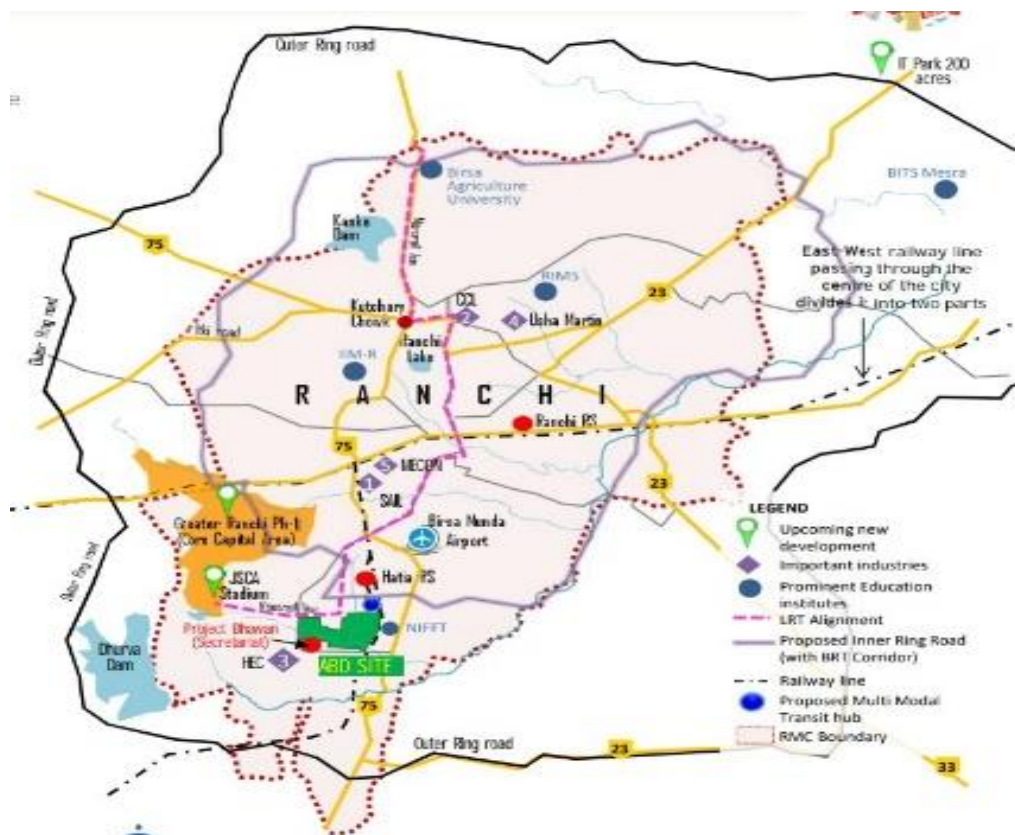 Outer Ring road
IT Park 200
acres
Birsa
Agriculture
University
BITS Mesra
Kanke
Dam
75
East-West railway line
passing through the
centre of the city
divides it into two parts
RIMS
23
CCL
2
4
Usha Martin
Kutchary
Chowk
Ranchi
Lake
Outer Ring road
IIM-R
RANCHI
Ranchi RS
75
5
MECON
1
SAIL
23
Greater Ranchi Ph-II
(Core Capital Area)
Birsa Munda
Airport
JSCA
Stadium
Hatia RS
Outer Ring road
Project Bhawan
(Secretariat)
NIFFT
HEC
3
ABD SITE
Dhurva
Dam
75
Outer Ring road
23
33
LEGEND
Upcoming new
development
Important industries
Prominent Education
institutes
LRT Alignment
Proposed Inner Ring Road
(with BRT Corridor)
Railway line
Proposed Multi Modal
Transit hub
RMC Boundary